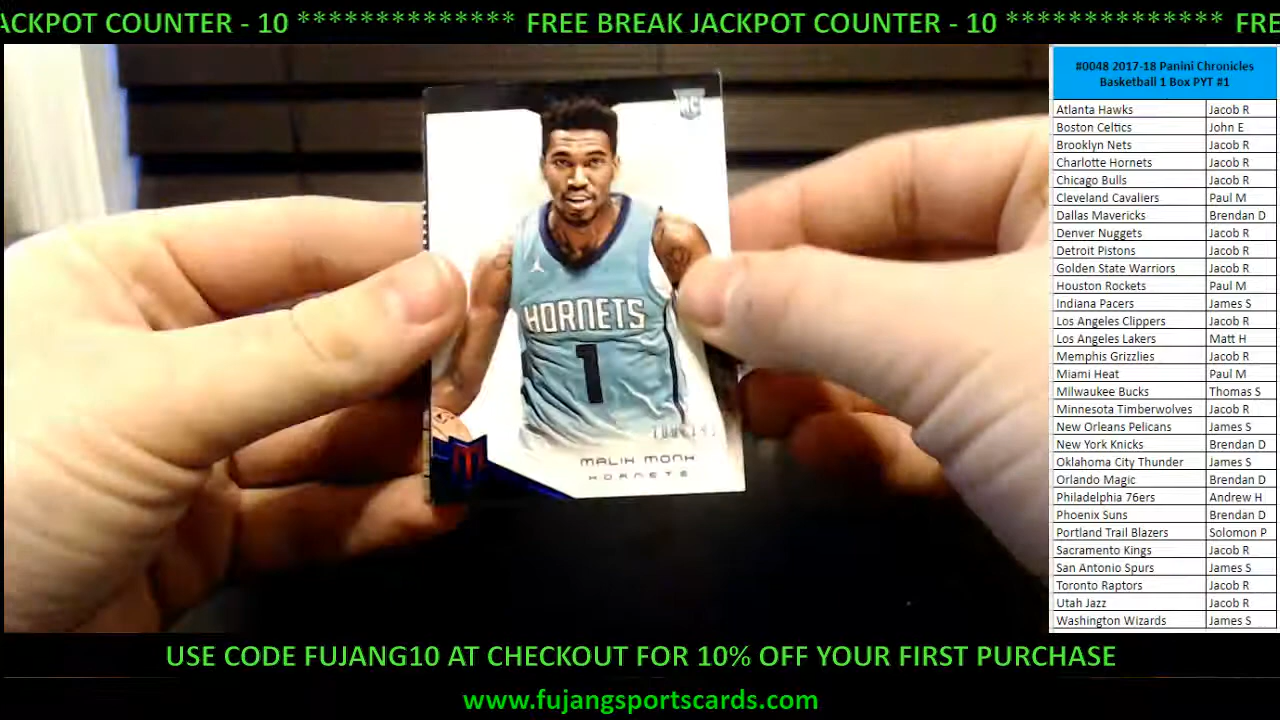 ACKPOT COUNTER - 10 ************** FREE BREAK JACKPOT COUNTER - 10 ************** FRE
#0048 2017-18 Panini Chronicles
Basketball 1 Box PYT #1
Atlanta Hawks Jacob R
Boston Celtics John E
Brooklyn Nets Jacob R
Charlotte Hornets Jacob R
Chicago Bulls Jacob R
Cleveland Cavaliers Paul M
Dallas Mavericks Brendan D
Denver Nuggets Jacob R
Detroit Pistons Jacob R
Golden State Warriors Jacob R
Houston Rockets Paul M
Indiana Pacers James S
Los Angeles Clippers Jacob R
Los Angeles Lakers Matt H
Memphis Grizzlies Jacob R
Miami Heat Paul M
Milwaukee Bucks Thomas S
Minnesota Timberwolves Jacob R
New Orleans Pelicans James S
New York Knicks Brendan D
Oklahoma City Thunder James S
Orlando Magic Brendan D
Philadelphia 76ers Andrew H
Phoenix Suns Brendan D
Portland Trail Blazers Solomon P
Sacramento Kings Jacob R
San Antonio Spurs James S
Toronto Raptors Jacob R
Utah Jazz Jacob R
Washington Wizards James S
RC
HORNETS
1
MALIK MONK
HORNETS
USE CODE FUJANG10 AT CHECKOUT FOR 10% OFF YOUR FIRST PURCHASE
www.fujangsportscards.com